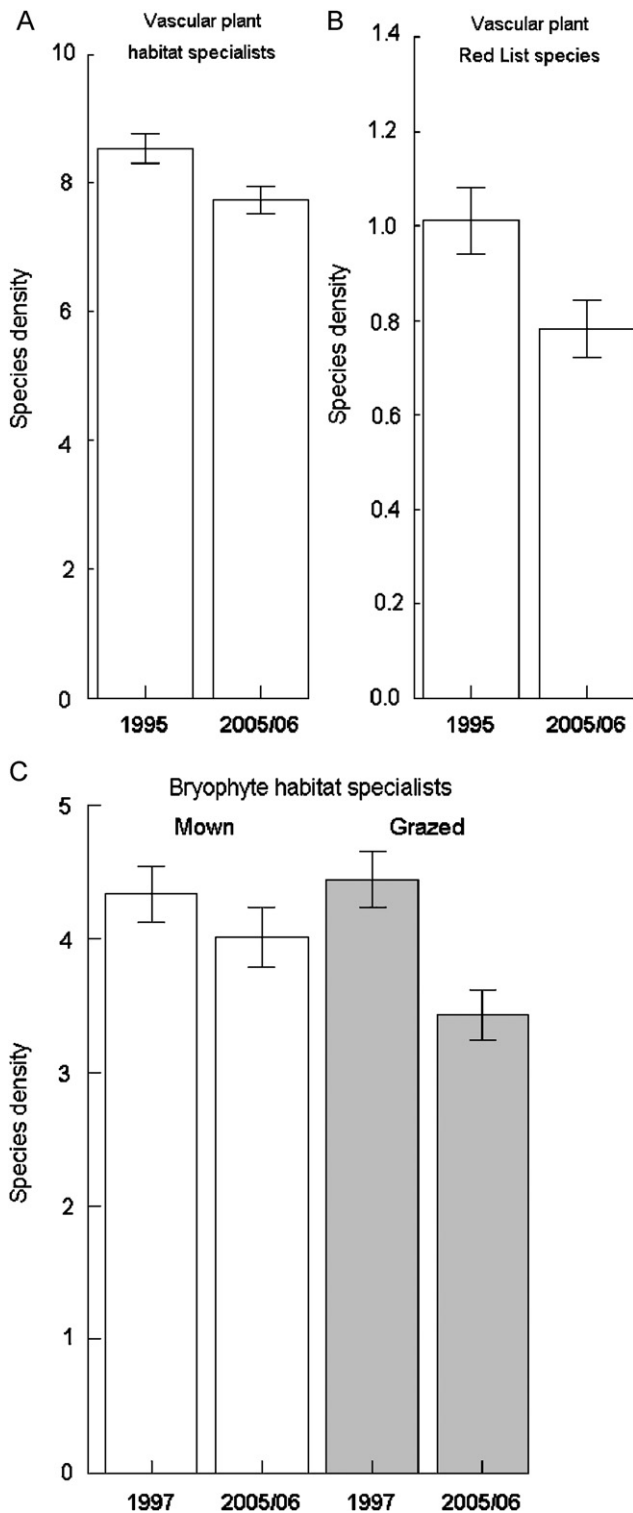 A
Vascular plant
habitat specialists
10
8
6
4
2
0
Species density
1995 2005/06
B
Vascular plant
Red List species
1.4
1.2
1.0
0.8
0.6
0.4
0.2
0.0
Species density
1995 2005/06
C
Bryophyte habitat specialists
Mown Grazed
5
4
3
2
1
0
Species density
1997 2005/06 1997 2005/06